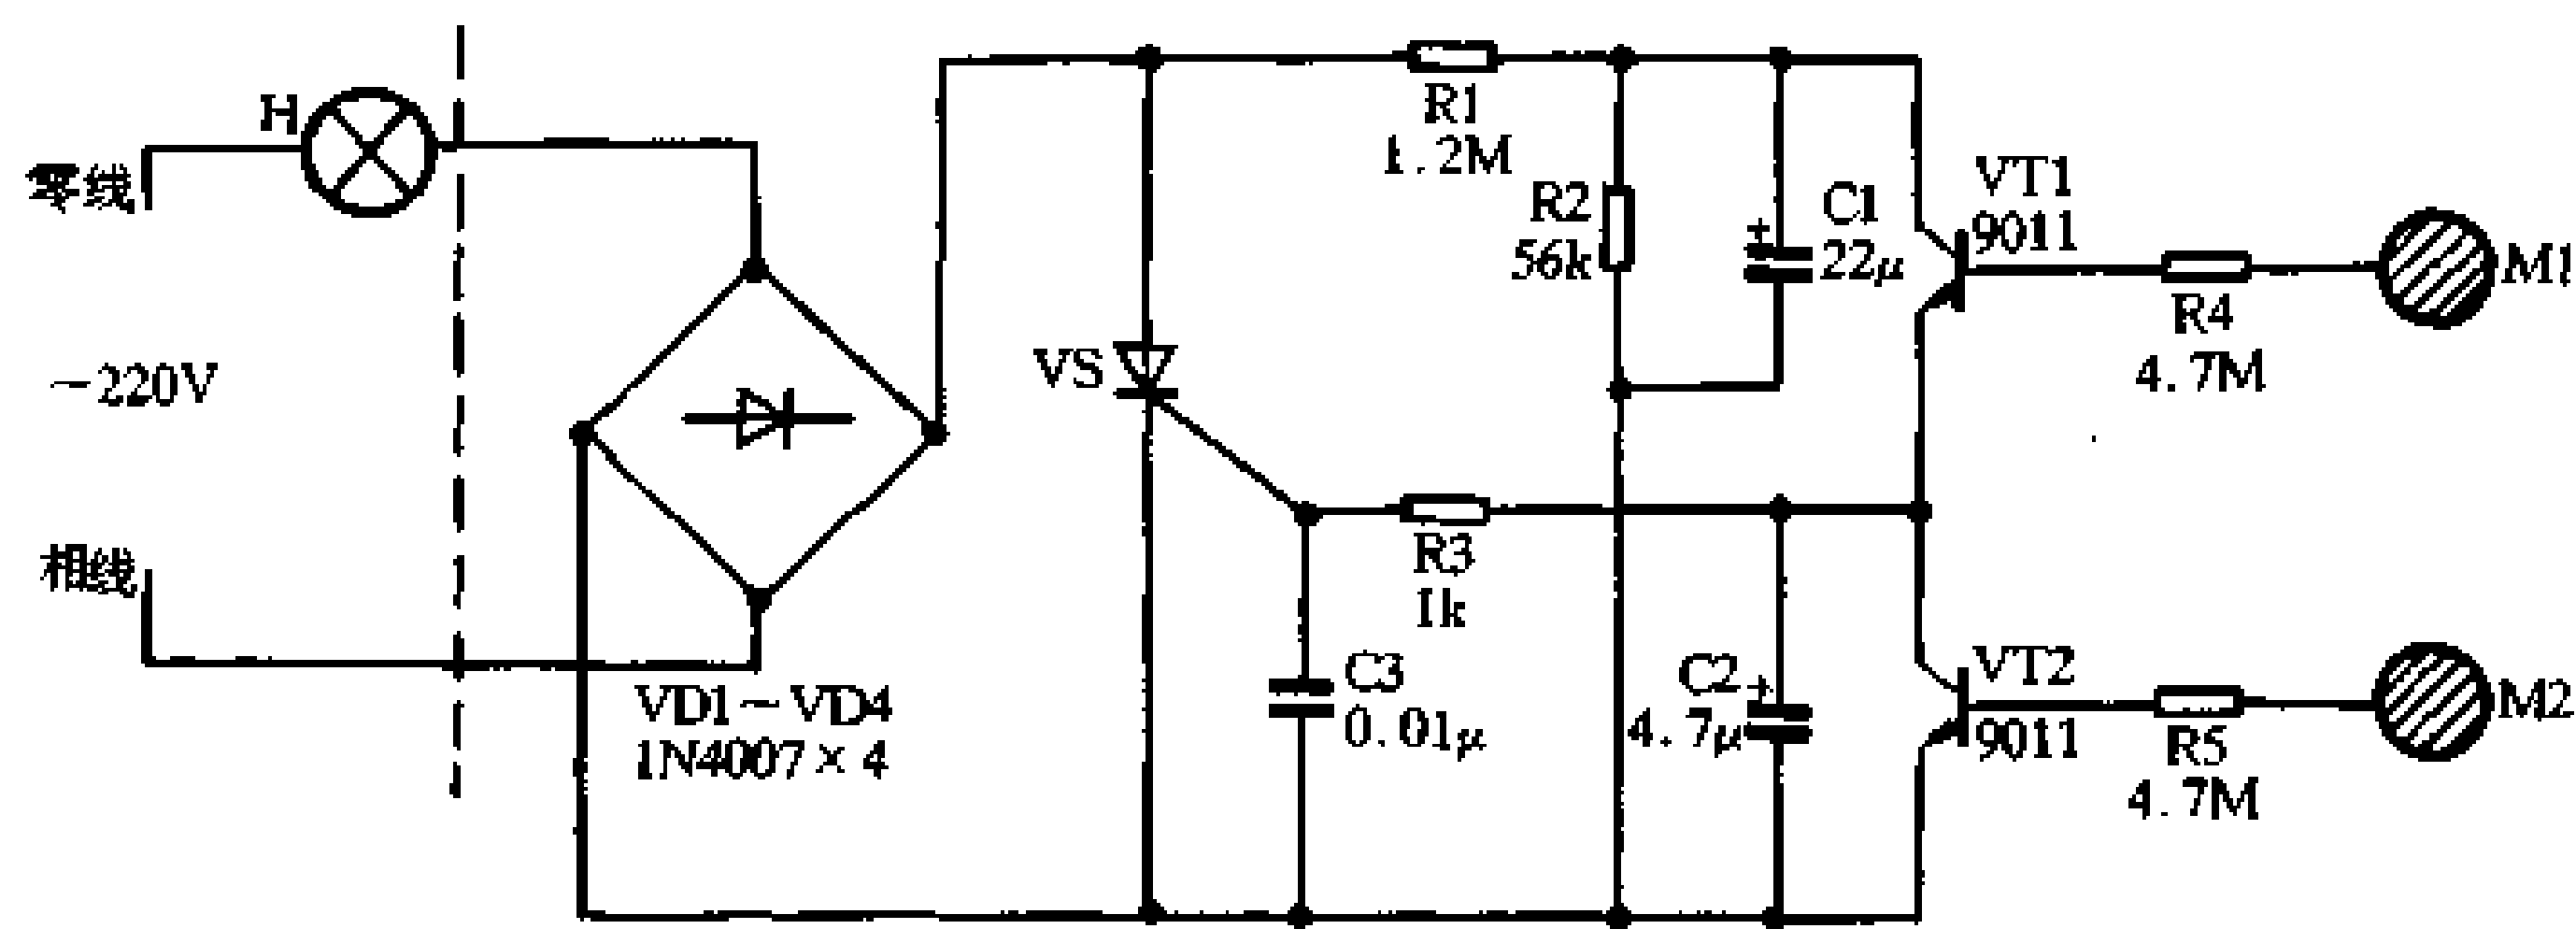 H
零线
~220V
相线
VD1~VD4
1N4007×4
VS
R1
1.2M
R2
56k
C1
+
22μ
VT1
9011
R4
4.7M
M1
R3
1k
C3
0.01μ
C2
+
4.7μ
VT2
9011
R5
4.7M
M2